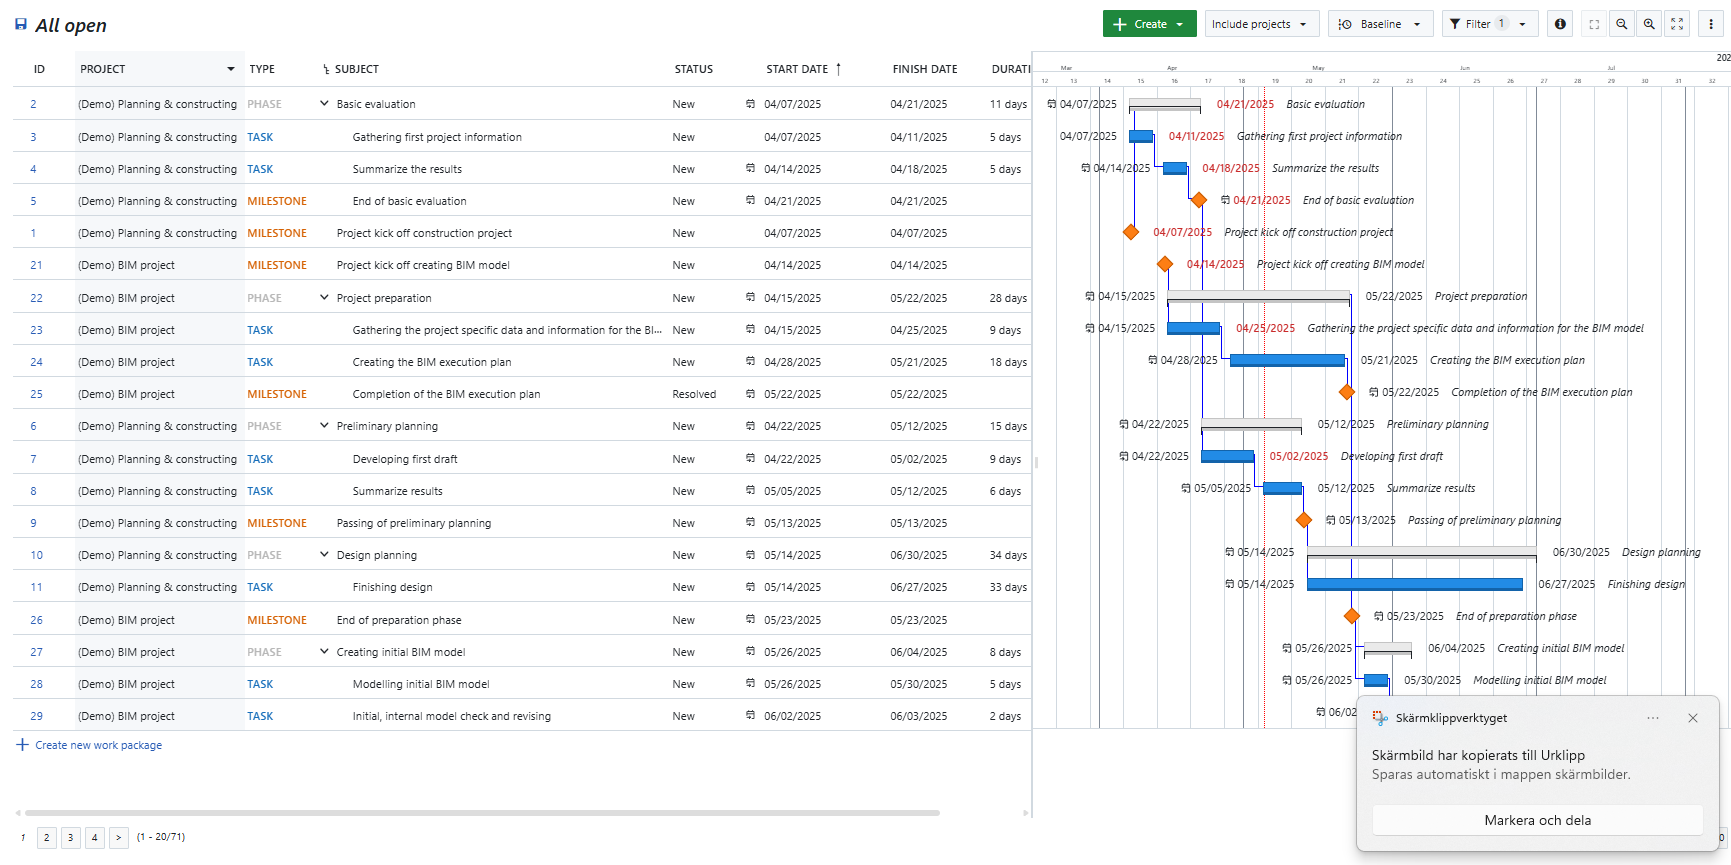 All open
Create
Include projects
Baseline
Filter 1
ID PROJECT TYPE SUBJECT STATUS START DATE FINISH DATE DURATI
202
Mar Apr May Jun Jul
12 13 14 15 16 17 18 19 20 21 22 23 24 25 26 27 28 29 30 31 32
2 (Demo) Planning & constructing PHASE Basic evaluation New 04/07/2025 04/21/2025 11 days 04/07/2025 04/21/2025 Basic evaluation
3 (Demo) Planning & constructing TASK Gathering first project information New 04/07/2025 04/11/2025 5 days 04/07/2025 04/11/2025 Gathering first project information
4 (Demo) Planning & constructing TASK Summarize the results New 04/14/2025 04/18/2025 5 days 04/14/2025 04/18/2025 Summarize the results
5 (Demo) Planning & constructing MILESTONE End of basic evaluation New 04/21/2025 04/21/2025 04/21/2025 End of basic evaluation
1 (Demo) Planning & constructing MILESTONE Project kick off construction project New 04/07/2025 04/07/2025 04/07/2025 Project kick off construction project
21 (Demo) BIM project MILESTONE Project kick off creating BIM model New 04/14/2025 04/14/2025 04/14/2025 Project kick off creating BIM model
22 (Demo) BIM project PHASE Project preparation New 04/15/2025 05/22/2025 28 days 04/15/2025 05/22/2025 Project preparation
23 (Demo) BIM project TASK Gathering the project specific data and information for the BI... New 04/15/2025 04/25/2025 9 days 04/15/2025 04/25/2025 Gathering the project specific data and information for the BIM model
24 (Demo) BIM project TASK Creating the BIM execution plan New 04/28/2025 05/21/2025 18 days 04/28/2025 05/21/2025 Creating the BIM execution plan
25 (Demo) BIM project MILESTONE Completion of the BIM execution plan Resolved 05/22/2025 05/22/2025 05/22/2025 Completion of the BIM execution plan
6 (Demo) Planning & constructing PHASE Preliminary planning New 04/22/2025 05/12/2025 15 days 04/22/2025 05/12/2025 Preliminary planning
7 (Demo) Planning & constructing TASK Developing first draft New 04/22/2025 05/02/2025 9 days 04/22/2025 05/02/2025 Developing first draft
8 (Demo) Planning & constructing TASK Summarize results New 05/05/2025 05/12/2025 6 days 05/05/2025 05/12/2025 Summarize results
9 (Demo) Planning & constructing MILESTONE Passing of preliminary planning New 05/13/2025 05/13/2025 05/13/2025 Passing of preliminary planning
10 (Demo) Planning & constructing PHASE Design planning New 05/14/2025 06/30/2025 34 days 05/14/2025 06/30/2025 Design planning
11 (Demo) Planning & constructing TASK Finishing design New 05/14/2025 06/27/2025 33 days 05/14/2025 06/27/2025 Finishing design
26 (Demo) BIM project MILESTONE End of preparation phase New 05/23/2025 05/23/2025 05/23/2025 End of preparation phase
27 (Demo) BIM project PHASE Creating initial BIM model New 05/26/2025 06/04/2025 8 days 05/26/2025 06/04/2025 Creating initial BIM model
28 (Demo) BIM project TASK Modelling initial BIM model New 05/26/2025 05/30/2025 5 days 05/26/2025 05/30/2025 Modelling initial BIM model
29 (Demo) BIM project TASK Initial, internal model check and revising New 06/02/2025 06/03/2025 2 days 06/02
Create new work package
1 2 3 4 > (1 - 20/71)
Skärmklippverktyget
Skärmbild har kopierats till Urklipp
Sparas automatiskt i mappen skärmbilder.
Markera och dela
0